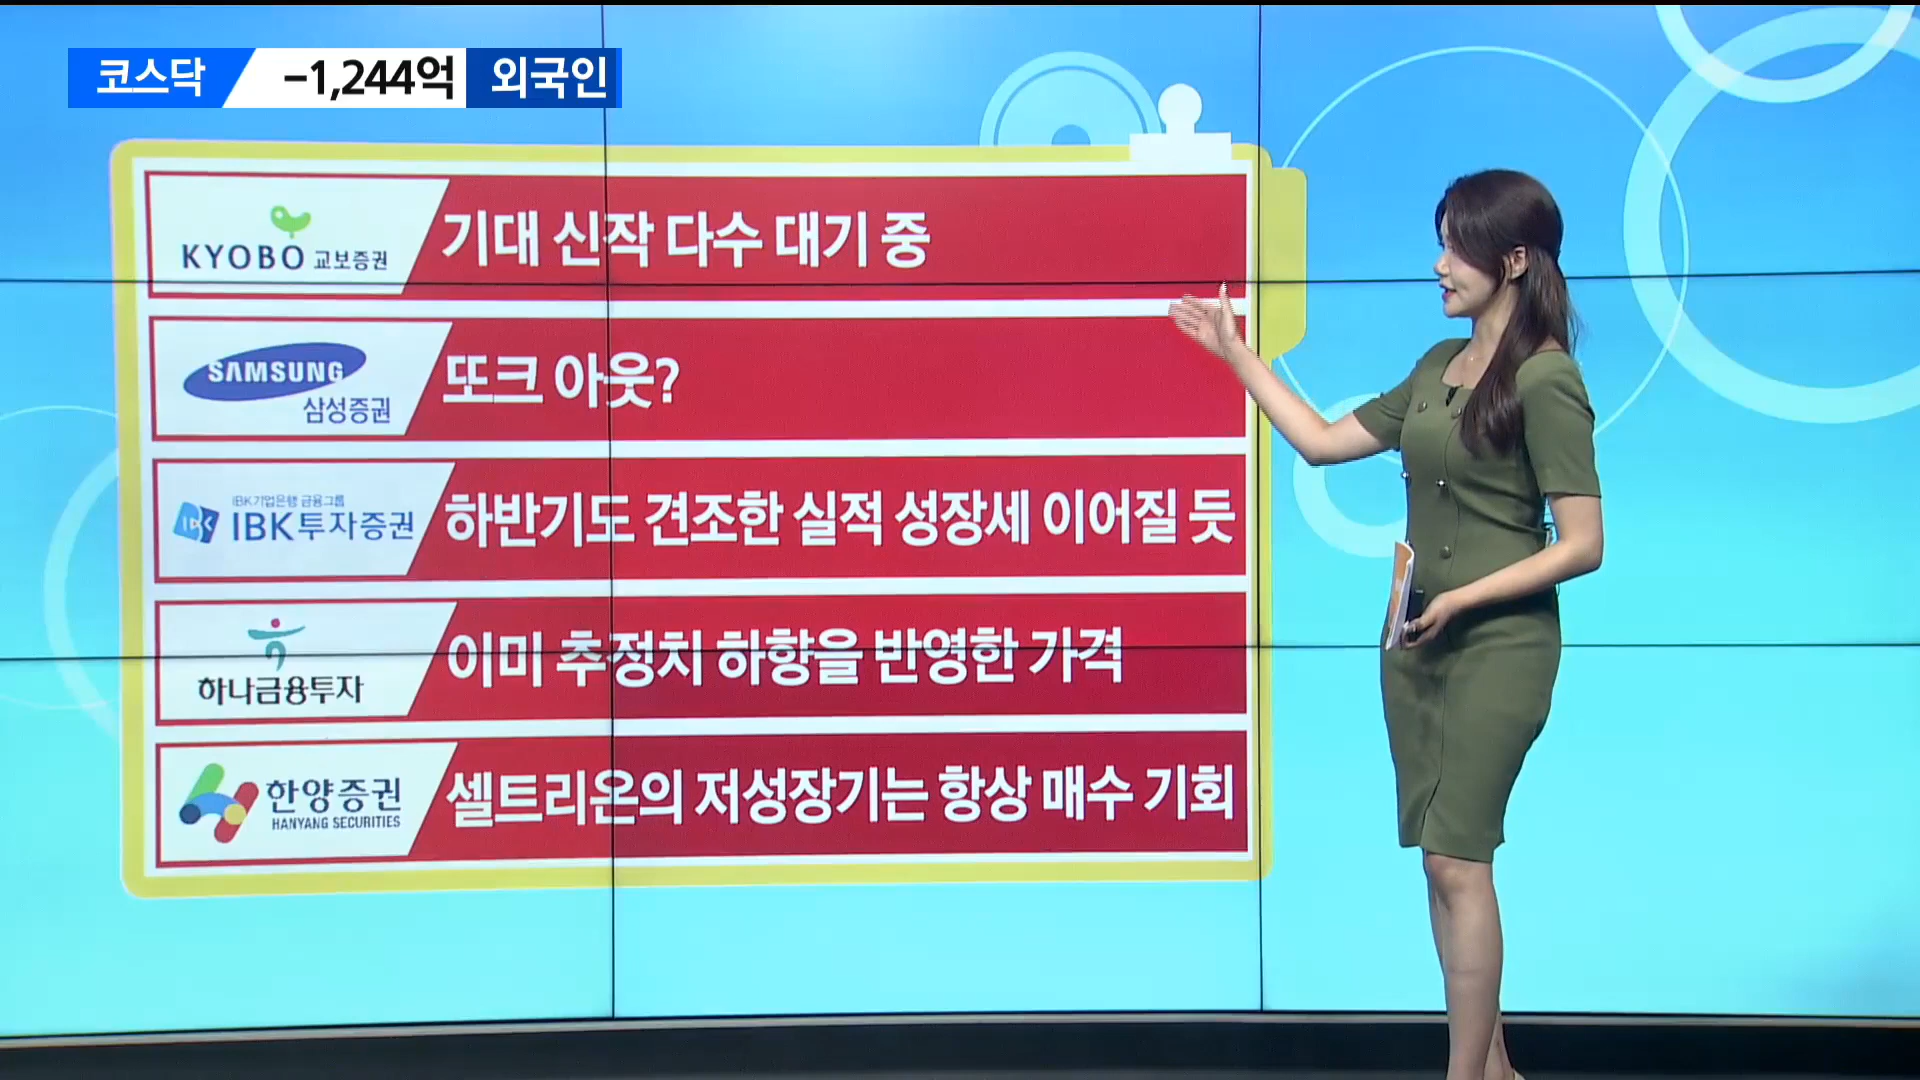 코스닥 -1,244억 외국인
KYOBO 교보증권
기대 신작 다수 대기 중
SAMSUNG
삼성증권
또크 아웃?
IBK기업은행 금융그룹
IBK투자증권
하반기도 견조한 실적 성장세 이어질 듯
하나금융투자
이미 추정치 하향을 반영한 가격
한양증권
HANYANG SECURITIES
셀트리온의 저성장기는 항상 매수 기회